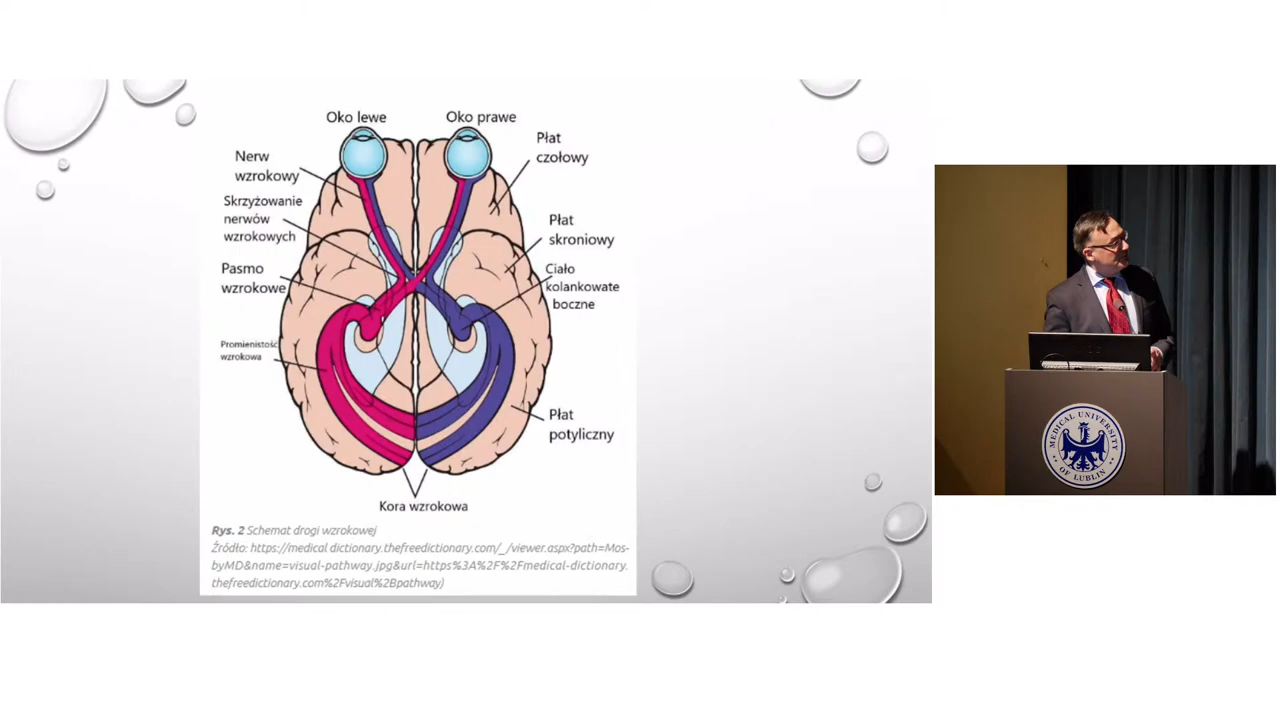 Oko lewe
Oko prawe
Płat
czołowy
Nerw
wzrokowy
Skrzyżowanie
nerwów
wzrokowych
Płat
skroniowy
Pasmo
wzrokowe
Ciało
kolankowate
boczne
Promienistość
wzrokowa
Płat
potyliczny
Kora wzrokowa
Rys. 2 Schemat drogi wzrokowej
Źródło: https://medical dictionary.thefreedictionary.com/_/viewer.aspx?path=Mos-
byMD&name=visual-pathway.jpg&url=https%3A%2F%2Fmedical-dictionary.
thefreedictionary.com%2Fvisual%2Bpathway)
MEDICAL UNIVERSITY
OF LUBLIN